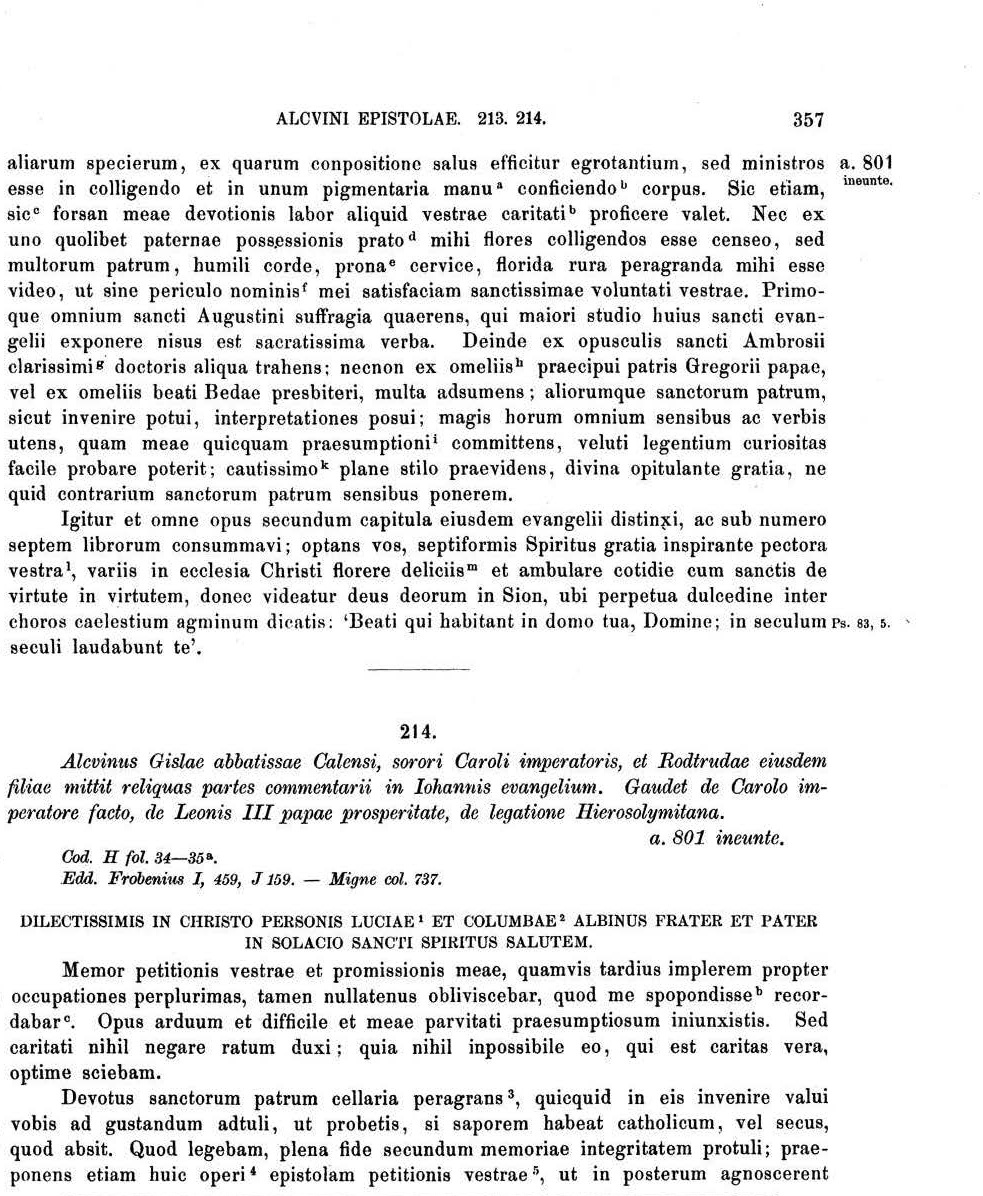 ALCVINI EPISTOLAE. 213. 214. 357
aliarum specierum, ex quarum conpositione salus efficitur egrotantium, sed ministros a. 801
esse in colligendo et in unum pigmentaria manu a conficiendo b corpus. Sic etiam, ineunte.
sic c forsan meae devotionis labor aliquid vestrae caritati b proficere valet. Nec ex
uno quolibet paternae possessionis prato d mihi flores colligendos esse censeo, sed
multorum patrum, humili corde, prona e cervice, florida rura peragranda mihi esse
video, ut sine periculo nominis f mei satisfaciam sanctissimae voluntati vestrae. Primo-
que omnium sancti Augustini suffragia quaerens, qui maiori studio huius sancti evan-
gelii exponere nisus est sacratissima verba. Deinde ex opusculis sancti Ambrosii
clarissimi g doctoris aliqua trahens; necnon ex omeliis h praecipui patris Gregorii papae,
vel ex omeliis beati Bedae presbiteri, multa adsumens; aliorumque sanctorum patrum,
sicut invenire potui, interpretationes posui; magis horum omnium sensibus ac verbis
utens, quam meae quicquam praesumptioni i committens, veluti legentium curiositas
facile probare poterit; cautissimo k plane stilo praevidens, divina opitulante gratia, ne
quid contrarium sanctorum patrum sensibus ponerem.
Igitur et omne opus secundum capitula eiusdem evangelii distinxi, ac sub numero
septem librorum consummavi; optans vos, septiformis Spiritus gratia inspirante pectora
vestra l, variis in ecclesia Christi florere deliciis m et ambulare cotidie cum sanctis de
virtute in virtutem, donec videatur deus deorum in Sion, ubi perpetua dulcedine inter
choros caelestium agminum dicatis: ‘Beati qui habitant in domo tua, Domine; in seculum Ps. 83, 5.
seculi laudabunt te’.
214.
Alcvinus Gislae abbatissae Calensi, sorori Caroli imperatoris, et Rodtrudae eiusdem
filiae mittit reliquas partes commentarii in Iohannis evangelium. Gaudet de Carolo im-
peratore facto, de Leonis III papae prosperitate, de legatione Hierosolymitana.
a. 801 ineunte.
Cod. H fol. 34—35a.
Edd. Frobenius I, 459, J 159. — Migne col. 737.
DILECTISSIMIS IN CHRISTO PERSONIS LUCIAE 1 ET COLUMBAE 2 ALBINUS FRATER ET PATER
IN SOLACIO SANCTI SPIRITUS SALUTEM.
Memor petitionis vestrae et promissionis meae, quamvis tardius implerem propter
occupationes perplurimas, tamen nullatenus obliviscebar, quod me spopondisse b recor-
dabar c. Opus arduum et difficile et meae parvitati praesumptiosum iniunxistis. Sed
caritati nihil negare ratum duxi; quia nihil inpossibile eo, qui est caritas vera,
optime sciebam.
Devotus sanctorum patrum cellaria peragrans 3, quicquid in eis invenire valui
vobis ad gustandum adtuli, ut probetis, si saporem habeat catholicum, vel secus,
quod absit. Quod legebam, plena fide secundum memoriae integritatem protuli; prae-
ponens etiam huic operi 4 epistolam petitionis vestrae 5, ut in posterum agnoscerent